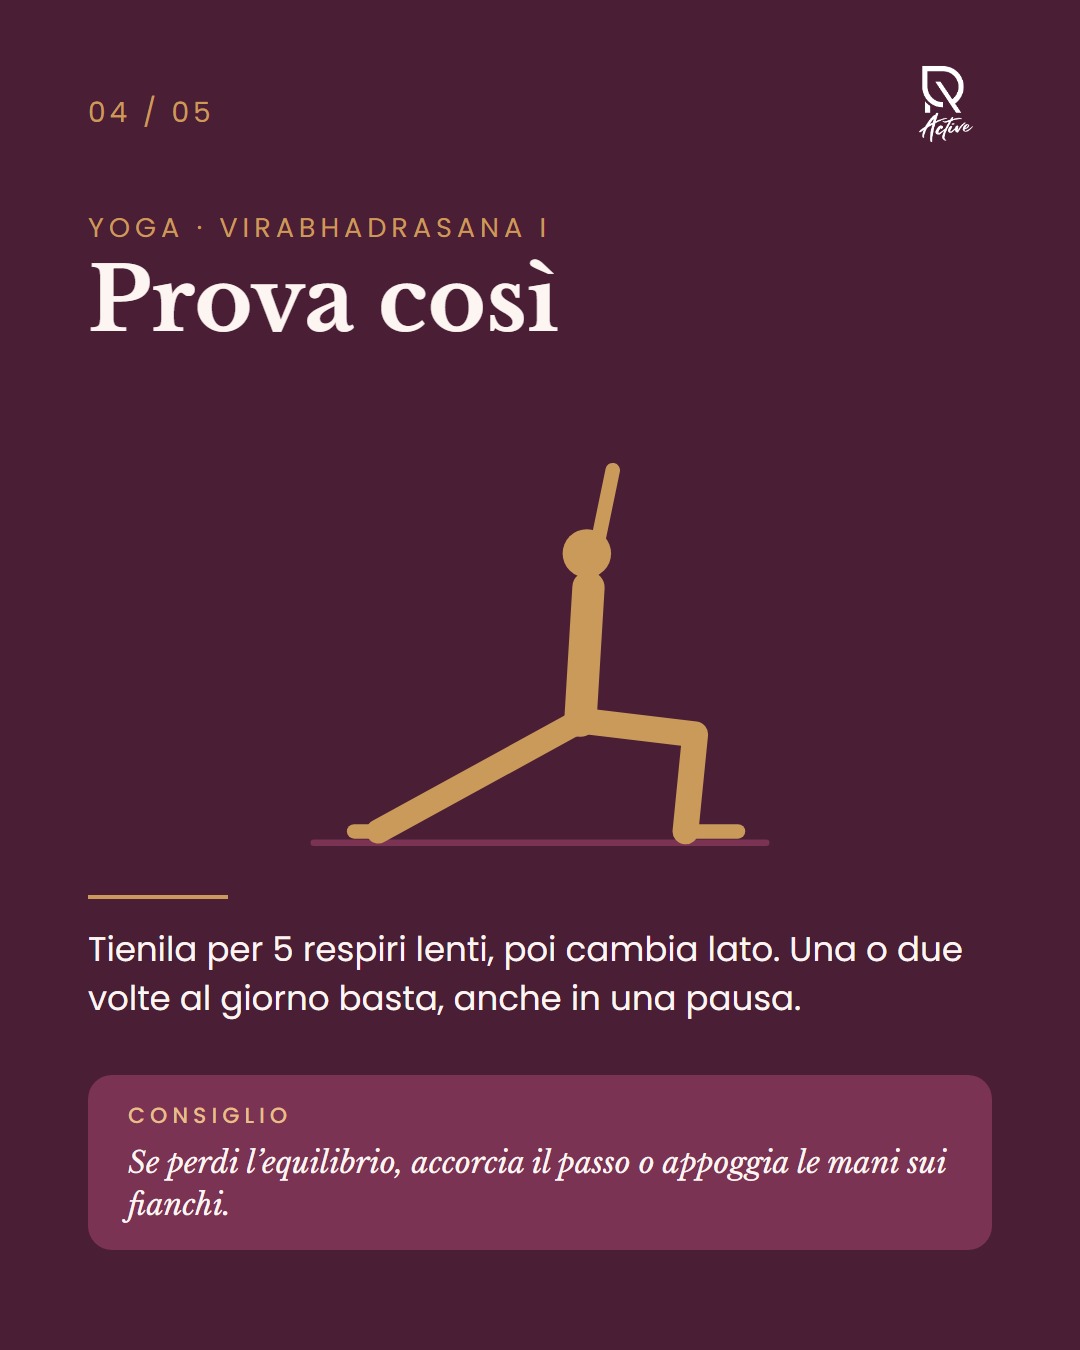 04 / 05
R
Active
YOGA · VIRABHADRASANA I
Prova così
Tienila per 5 respiri lenti, poi cambia lato. Una o due
volte al giorno basta, anche in una pausa.
CONSIGLIO
Se perdi l’equilibrio, accorcia il passo o appoggia le mani sui
fianchi.